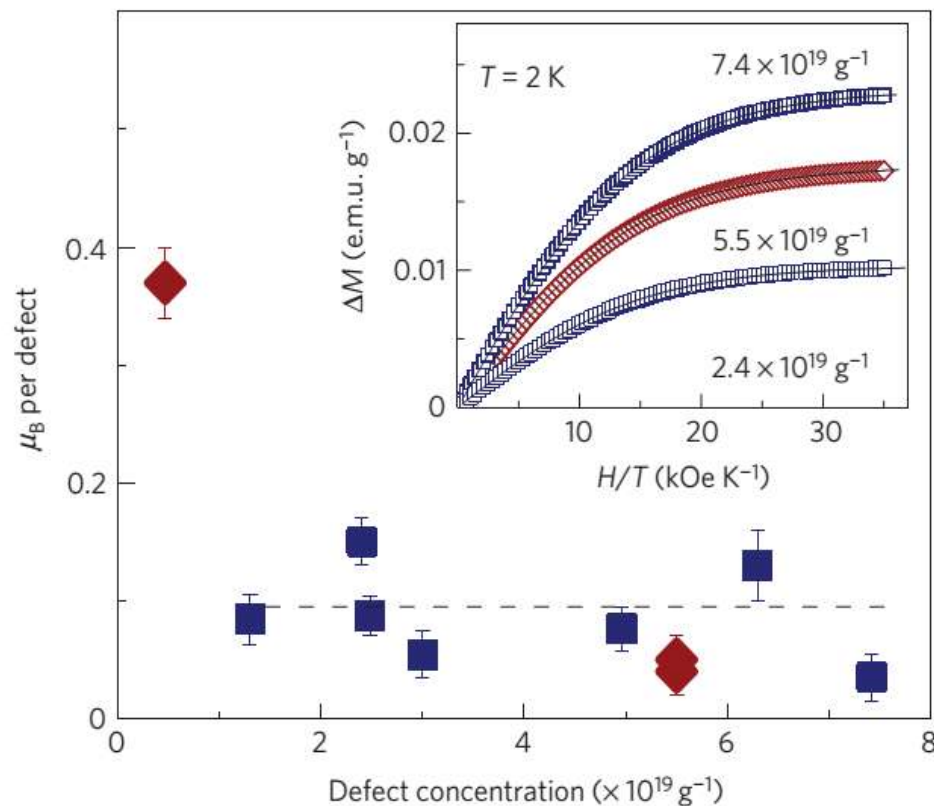 T = 2 K
7.4 × 10¹⁹ g⁻¹
0.02
ΔM (e.m.u. g⁻¹)
5.5 × 10¹⁹ g⁻¹
0.01
2.4 × 10¹⁹ g⁻¹
0
10
20
30
H/T (kOe K⁻¹)
0.4
μB per defect
0.2
0
0
2
4
6
8
Defect concentration (× 10¹⁹ g⁻¹)